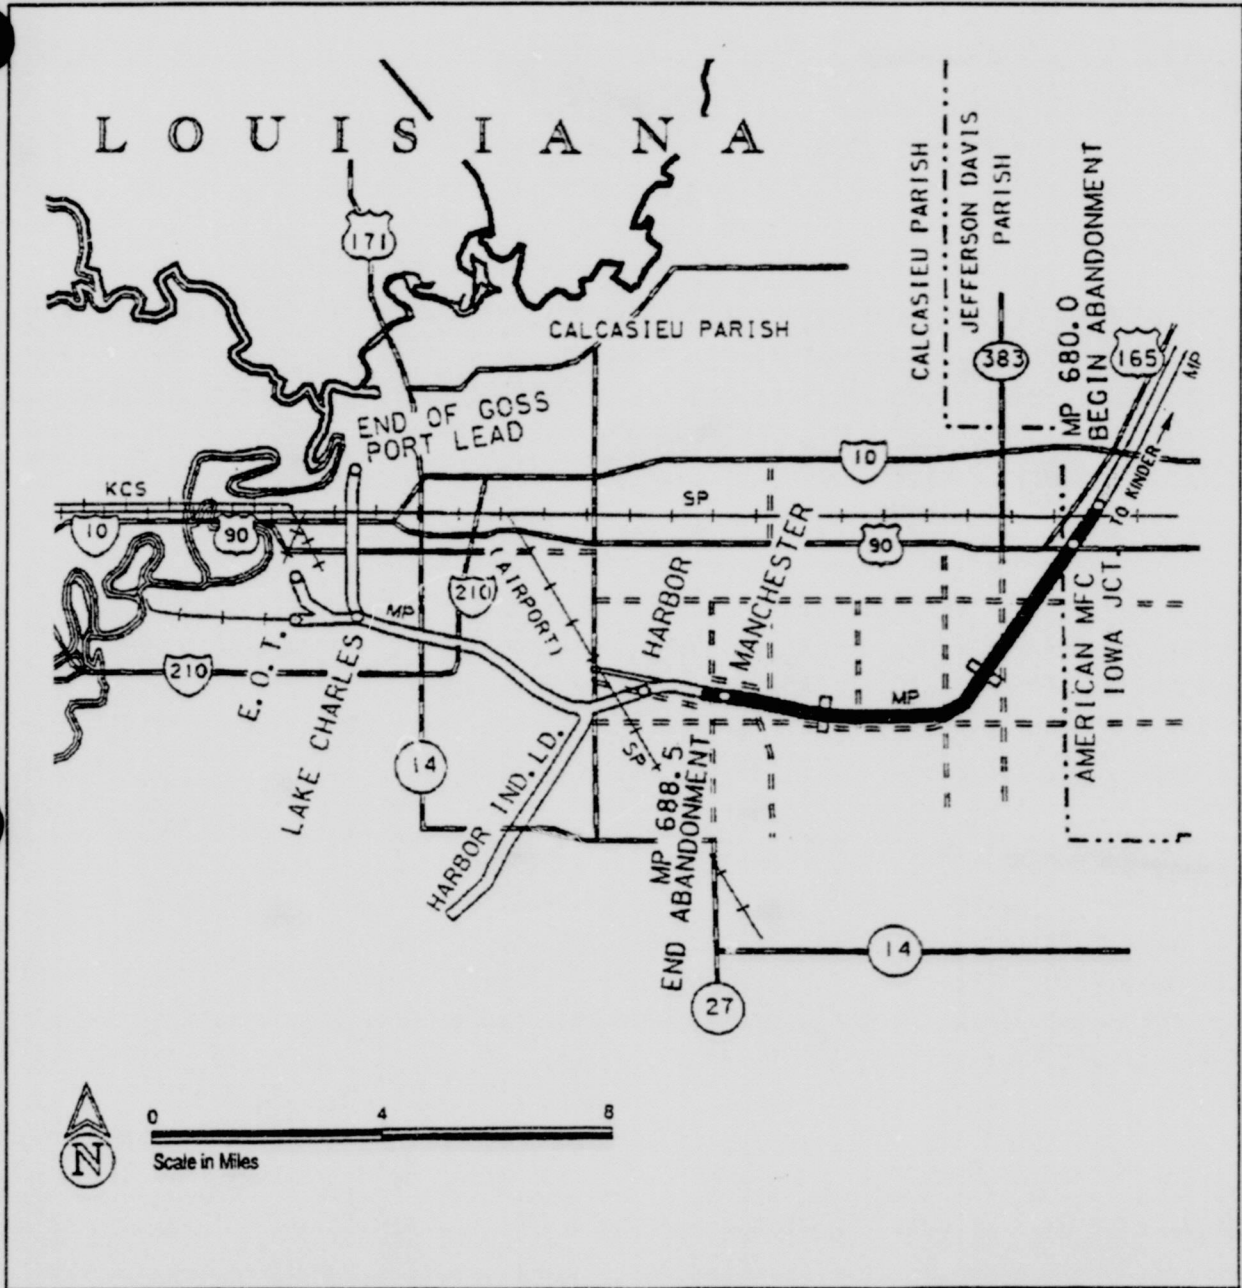 LOUISIANA
171
CALCASIEU PARISH
CALCASIEU PARISH
JEFFERSON DAVIS
PARISH
383
MP 680.0
BEGIN ABANDONMENT
165
MP
TO KINDER
END OF GOSS
PORT LEAD
10
KCS
SP
10
90
90
210
(AIRPORT)
HARBOR
MANCHESTER
AMERICAN MFC
IOWA JCT.
MP
E.O.T.
LAKE CHARLES
210
MP
14
HARBOR IND. LD.
SP
MP 688.5
END ABANDONMENT
14
27
N
0 4 8
Scale in Miles